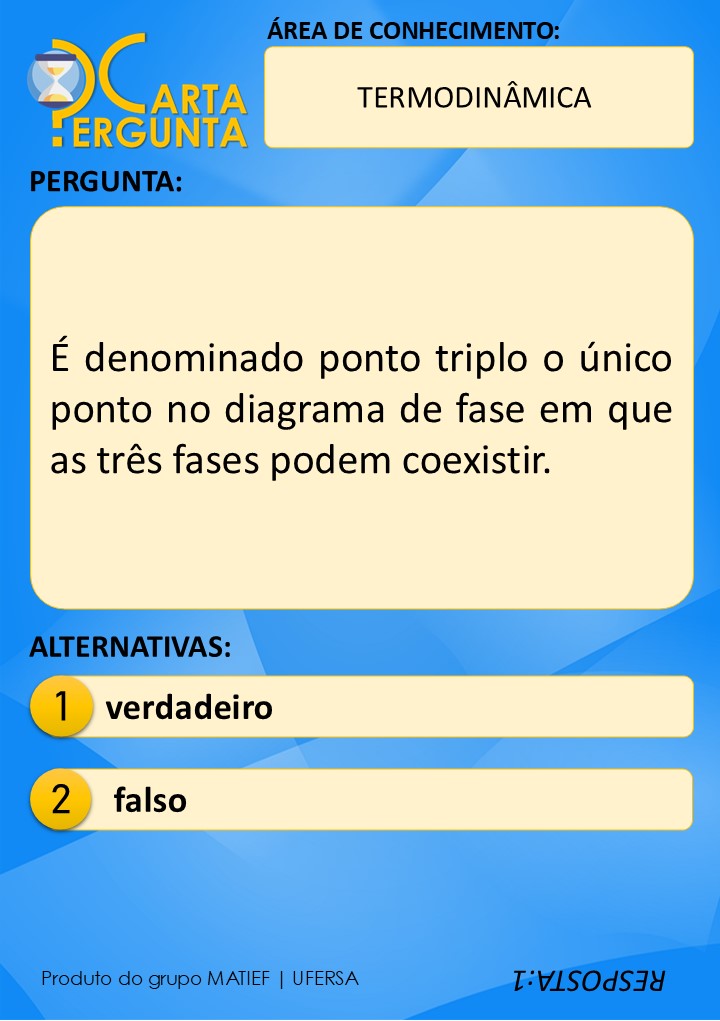 ÁREA DE CONHECIMENTO:
CARTA
PERGUNTA
TERMODINÂMICA
PERGUNTA:
É denominado ponto triplo o único
ponto no diagrama de fase em que
as três fases podem coexistir.
ALTERNATIVAS:
1 verdadeiro
2 falso
Produto do grupo MATIEF | UFERSA
RESPOSTA:1